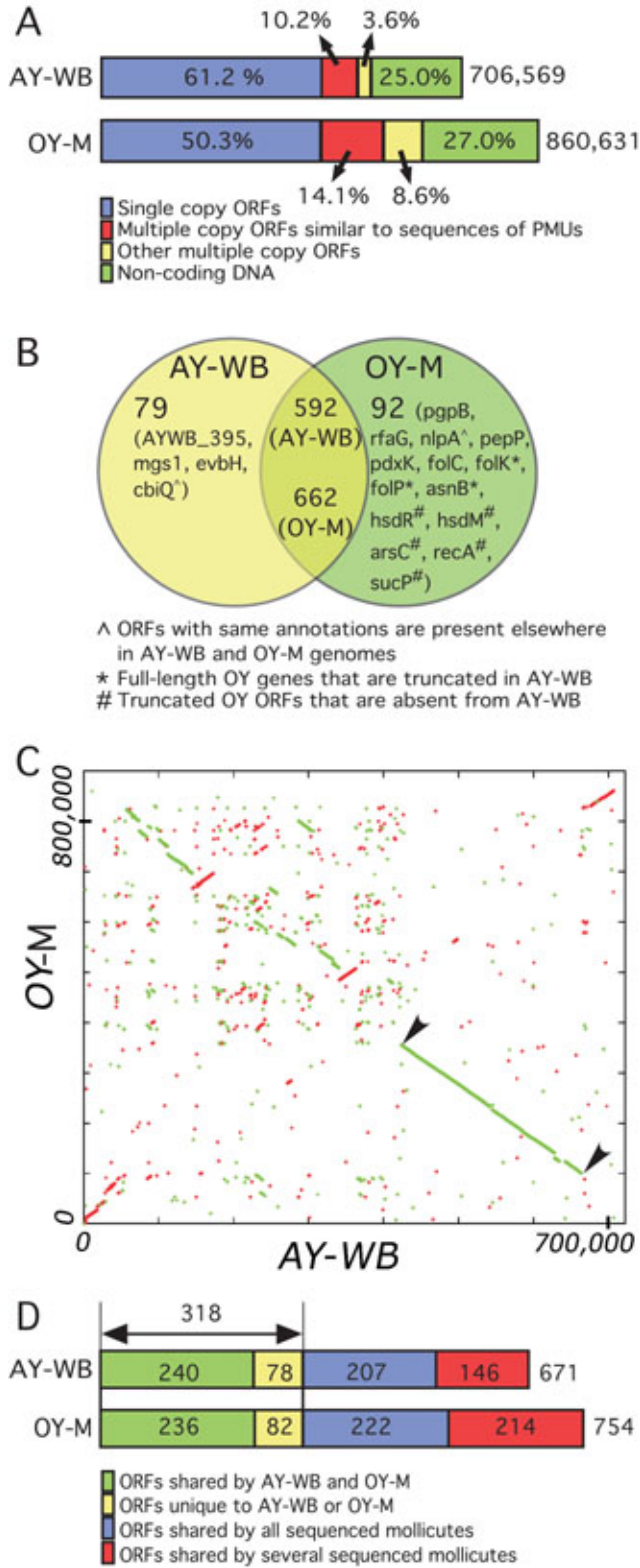 A
10.2% 3.6%
AY-WB 61.2 % 25.0% 706,569
OY-M 50.3% 27.0% 860,631
14.1% 8.6%
Single copy ORFs
Multiple copy ORFs similar to sequences of PMUs
Other multiple copy ORFs
Non-coding DNA
B
AY-WB OY-M
79
(AYWB_395,
mgs1, evbH,
cbiQ^)
592
(AY-WB)
662
(OY-M)
92 (pgpB,
rfaG, nlpA^, pepP,
pdxK, folC, folK*,
folP*, asnB*,
hsdR#, hsdM#,
arsC#, recA#,
sucP#)
^ ORFs with same annotations are present elsewhere
in AY-WB and OY-M genomes
* Full-length OY genes that are truncated in AY-WB
# Truncated OY ORFs that are absent from AY-WB
C
800,000
OY-M
0
0 AY-WB 700,000
D
318
AY-WB 240 78 207 146 671
OY-M 236 82 222 214 754
ORFs shared by AY-WB and OY-M
ORFs unique to AY-WB or OY-M
ORFs shared by all sequenced mollicutes
ORFs shared by several sequenced mollicutes